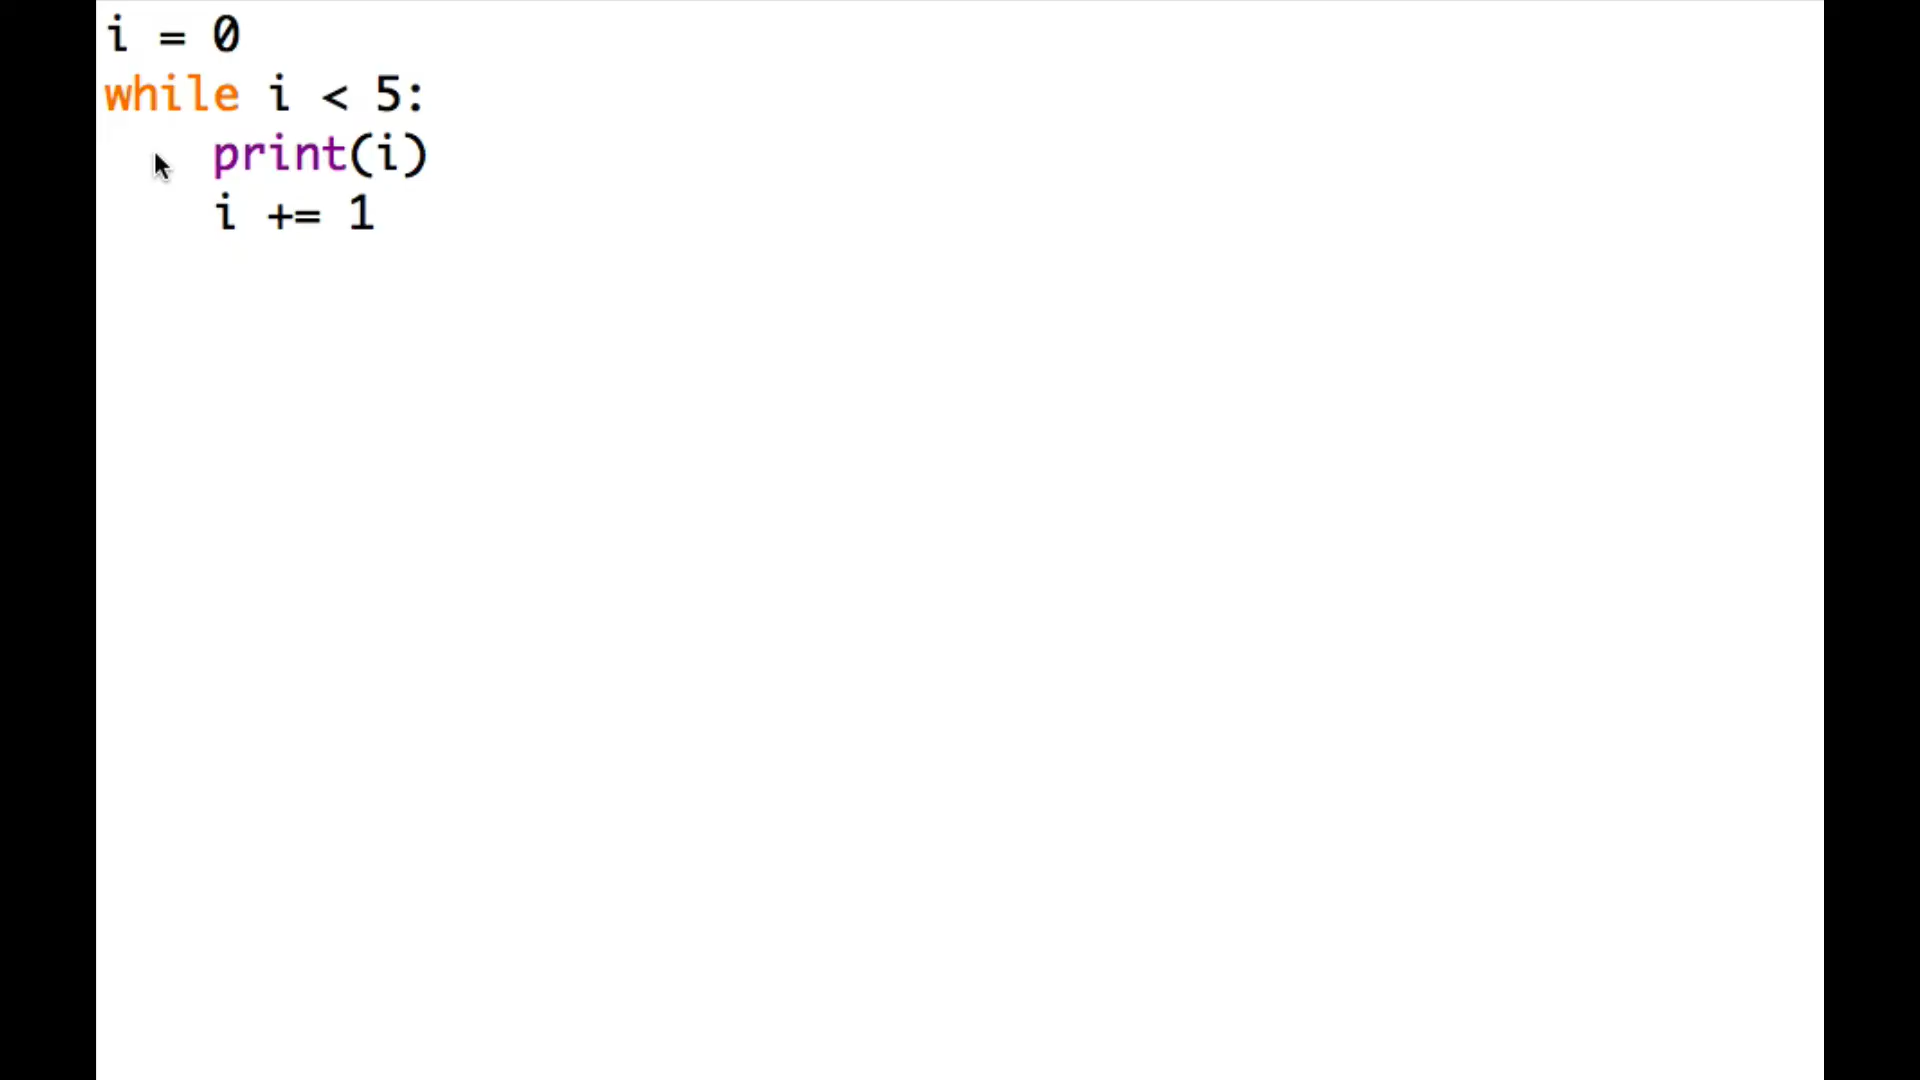 i = 0
while i < 5:
    print(i)
    i += 1